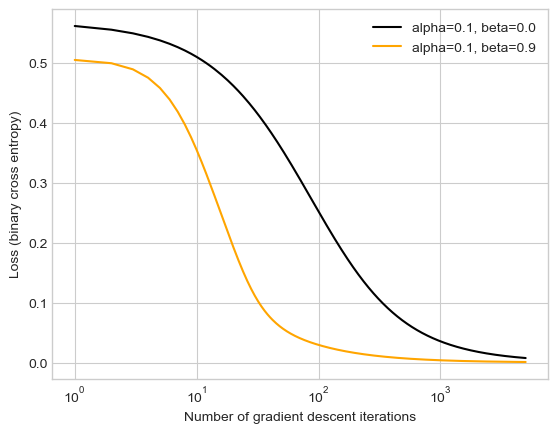 alpha=0.1, beta=0.0
alpha=0.1, beta=0.9
Loss (binary cross entropy)
0.5
0.4
0.3
0.2
0.1
0.0
10⁰ 10¹ 10² 10³
Number of gradient descent iterations